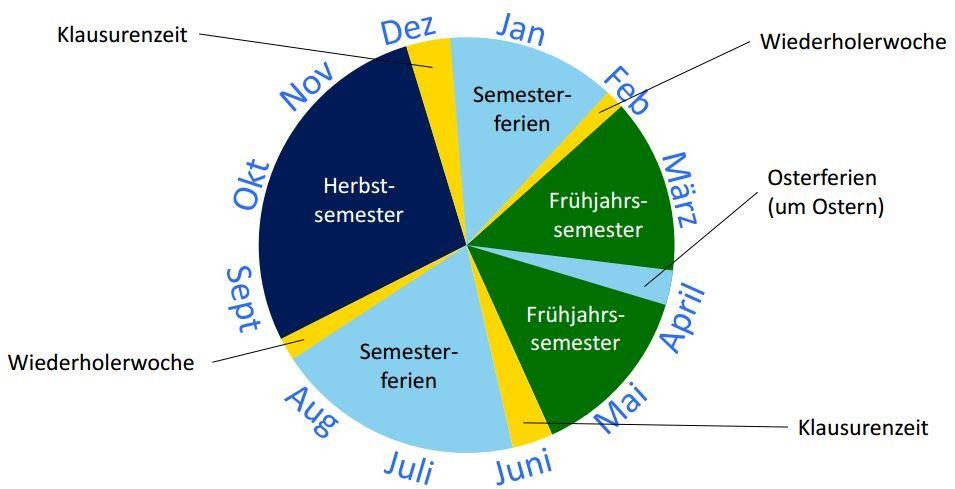 Klausurenzeit
Dez
Jan
Wiederholerwoche
Nov
Semester-
ferien
Feb
Okt
Herbst-
semester
Frühjahrs-
semester
März
Osterferien
(um Ostern)
Sept
Frühjahrs-
semester
April
Wiederholerwoche
Semester-
ferien
Aug
Mai
Klausurenzeit
Juli
Juni